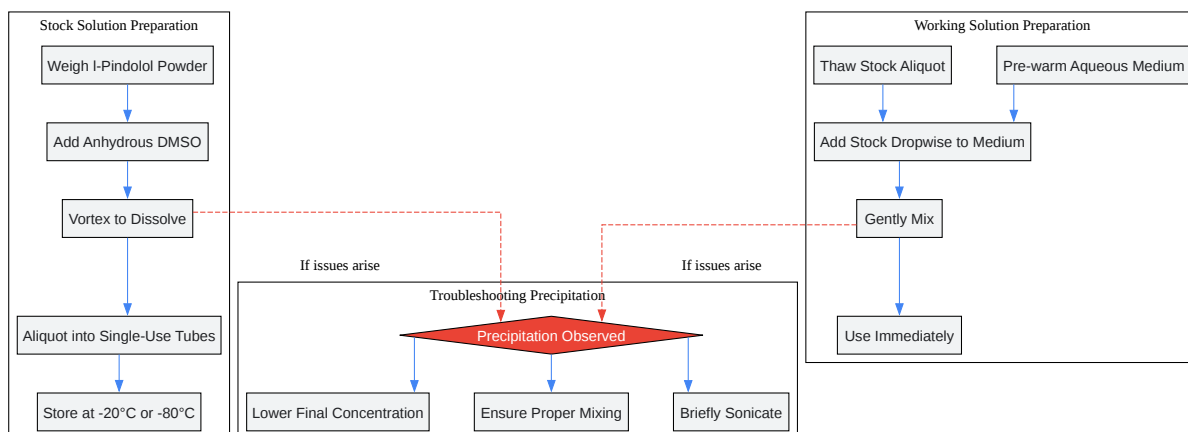 Stock Solution Preparation
Weigh l-Pindolol Powder
Add Anhydrous DMSO
Vortex to Dissolve
Aliquot into Single-Use Tubes
Store at -20°C or -80°C
If issues arise
If issues arise
Troubleshooting Precipitation
Precipitation Observed
Lower Final Concentration
Ensure Proper Mixing
Briefly Sonicate
Working Solution Preparation
Thaw Stock Aliquot
Pre-warm Aqueous Medium
Add Stock Dropwise to Medium
Gently Mix
Use Immediately